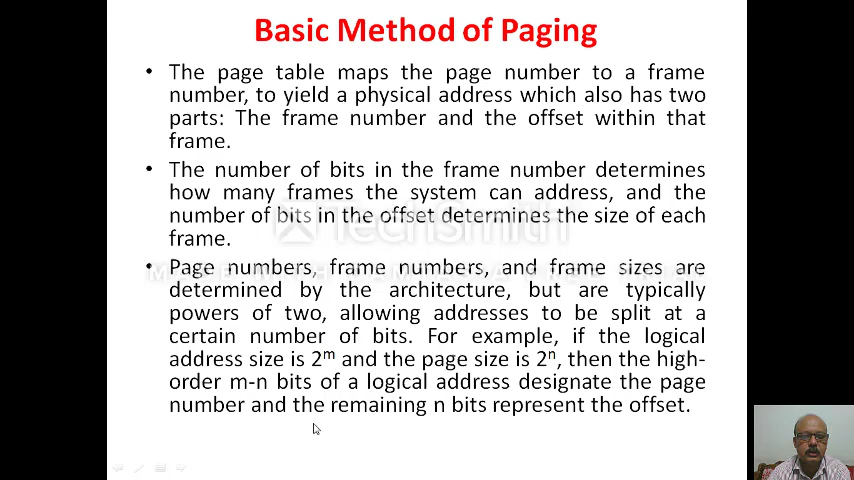 Basic Method of Paging
• The page table maps the page number to a frame
number, to yield a physical address which also has two
parts: The frame number and the offset within that
frame.
• The number of bits in the frame number determines
how many frames the system can address, and the
number of bits in the offset determines the size of each
frame.
TechSmith
• Page numbers, frame numbers, and frame sizes are
determined by the architecture, but are typically
powers of two, allowing addresses to be split at a
certain number of bits. For example, if the logical
address size is 2ᵐ and the page size is 2ⁿ, then the high-
order m-n bits of a logical address designate the page
number and the remaining n bits represent the offset.